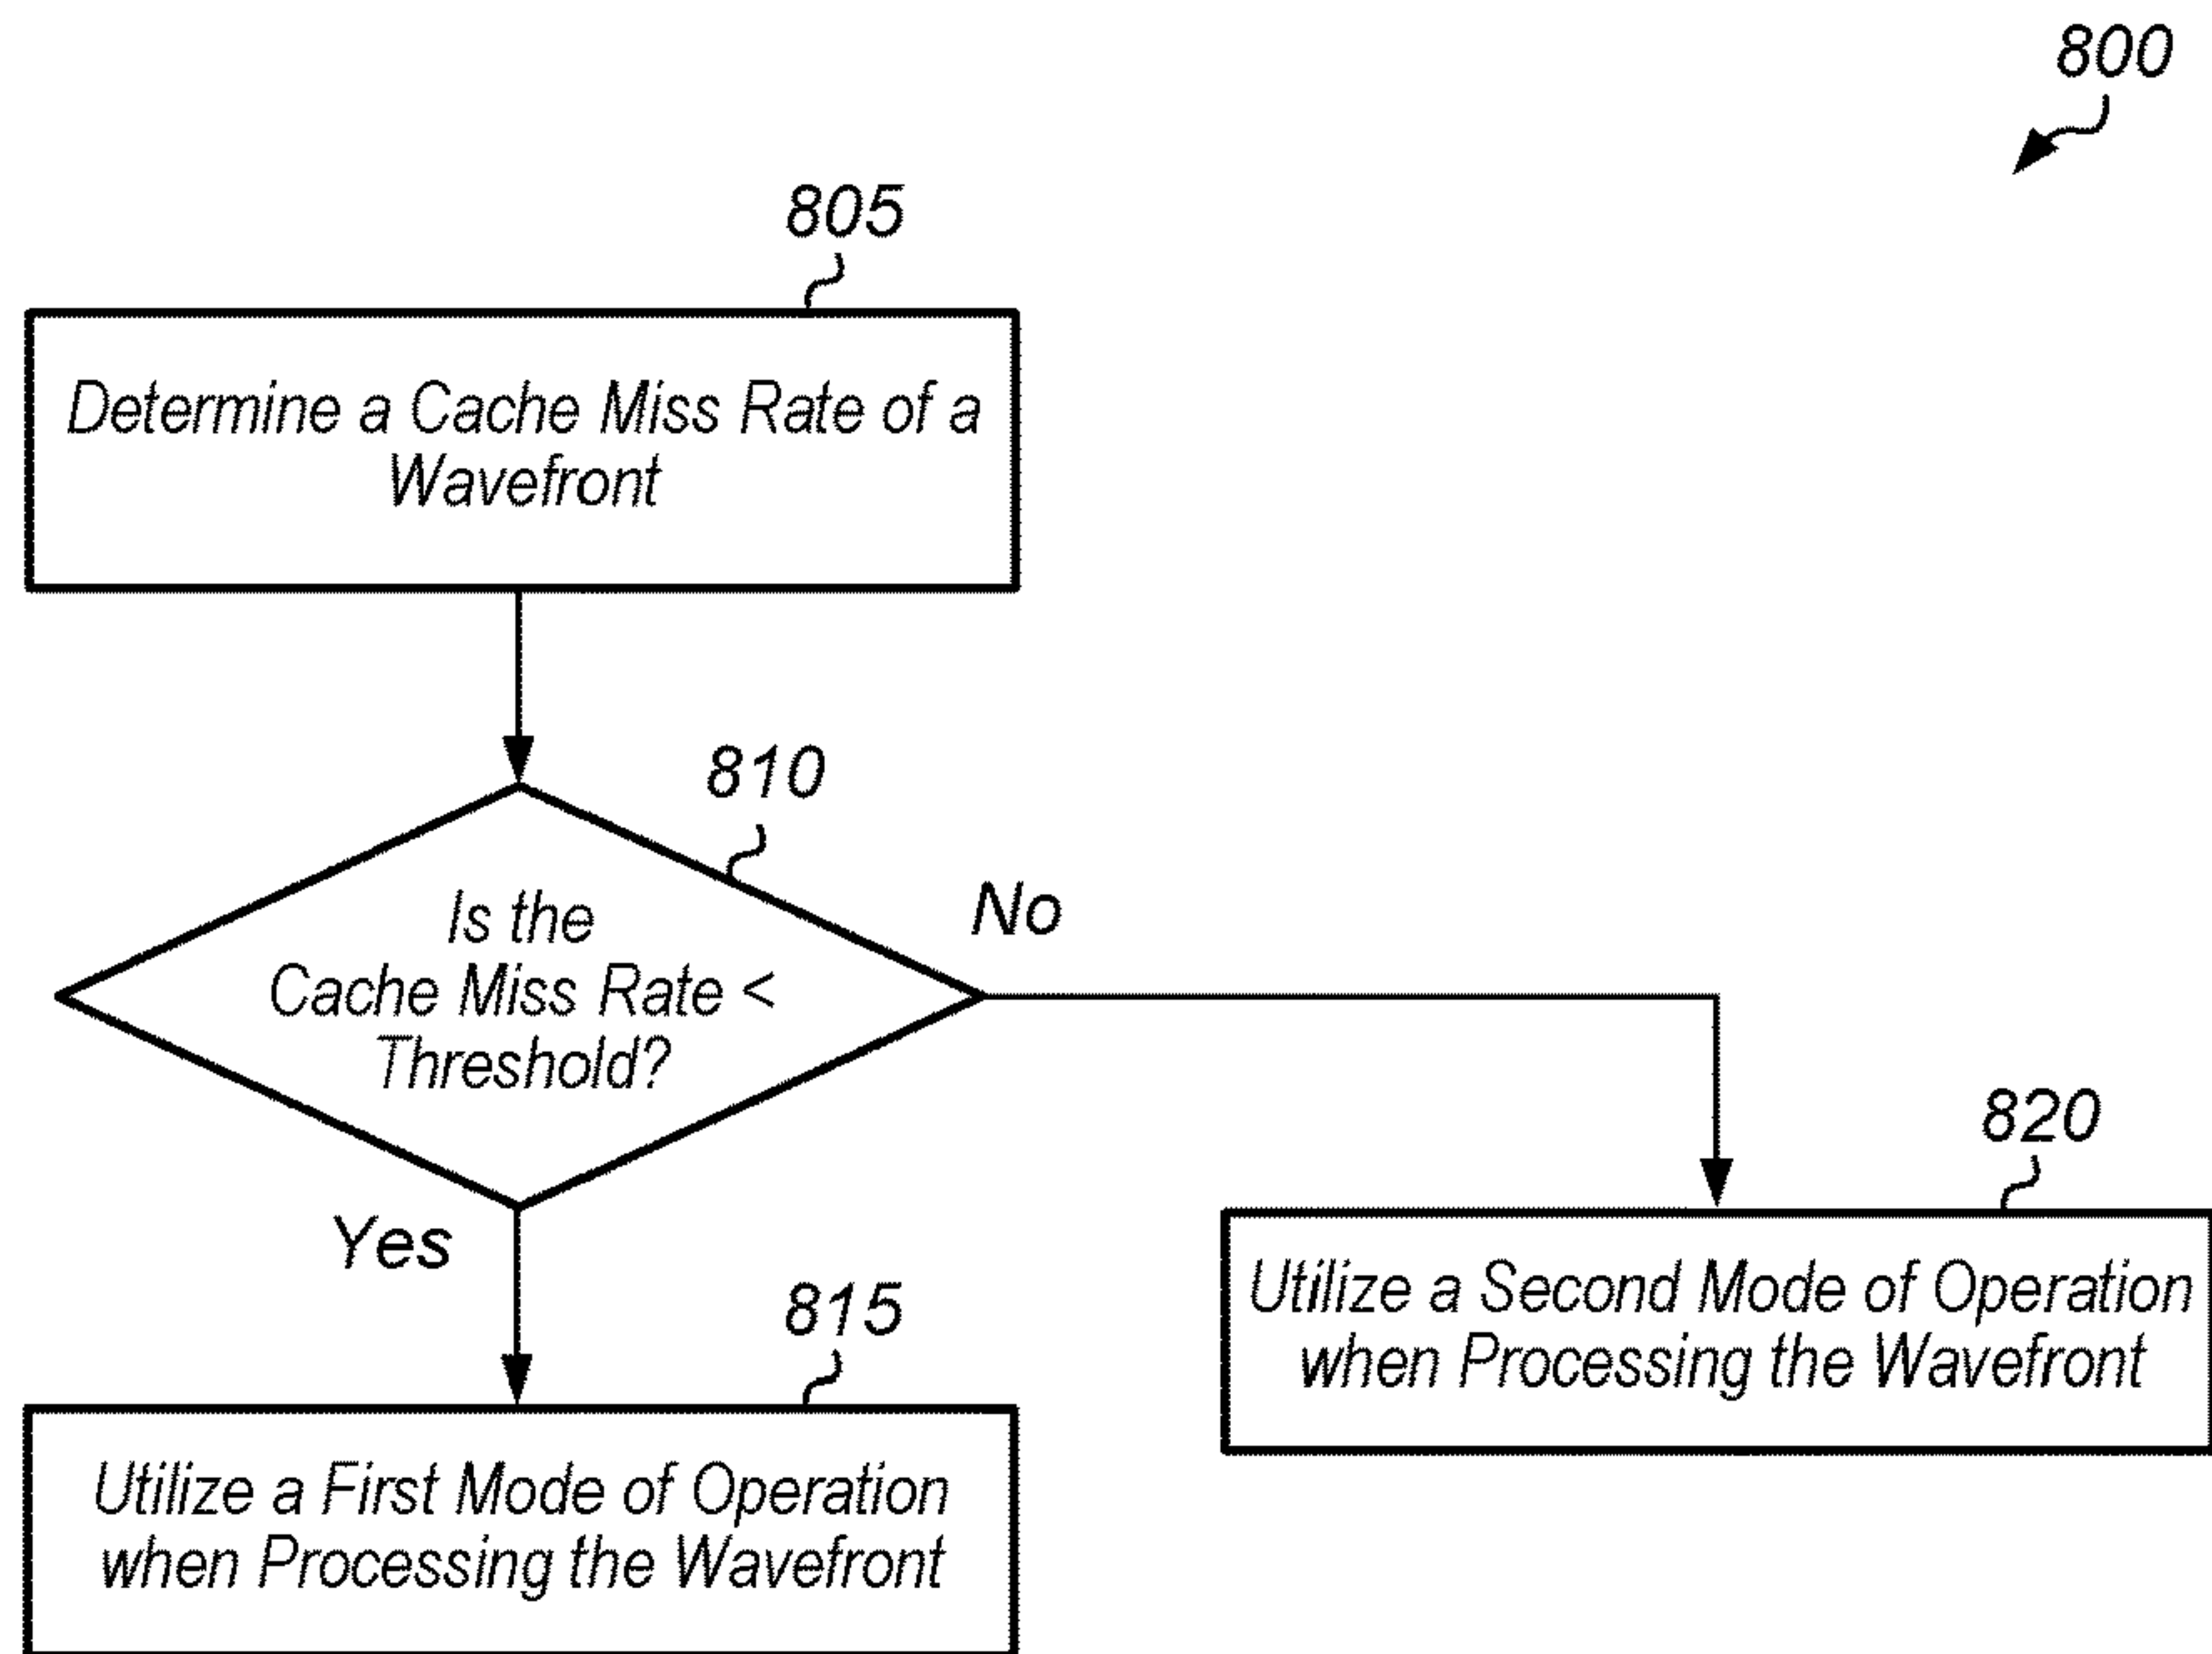 800
805
Determine a Cache Miss Rate of a
Wavefront
810
Is the
Cache Miss Rate <
Threshold?
No
Yes
820
Utilize a Second Mode of Operation
when Processing the Wavefront
815
Utilize a First Mode of Operation
when Processing the Wavefront